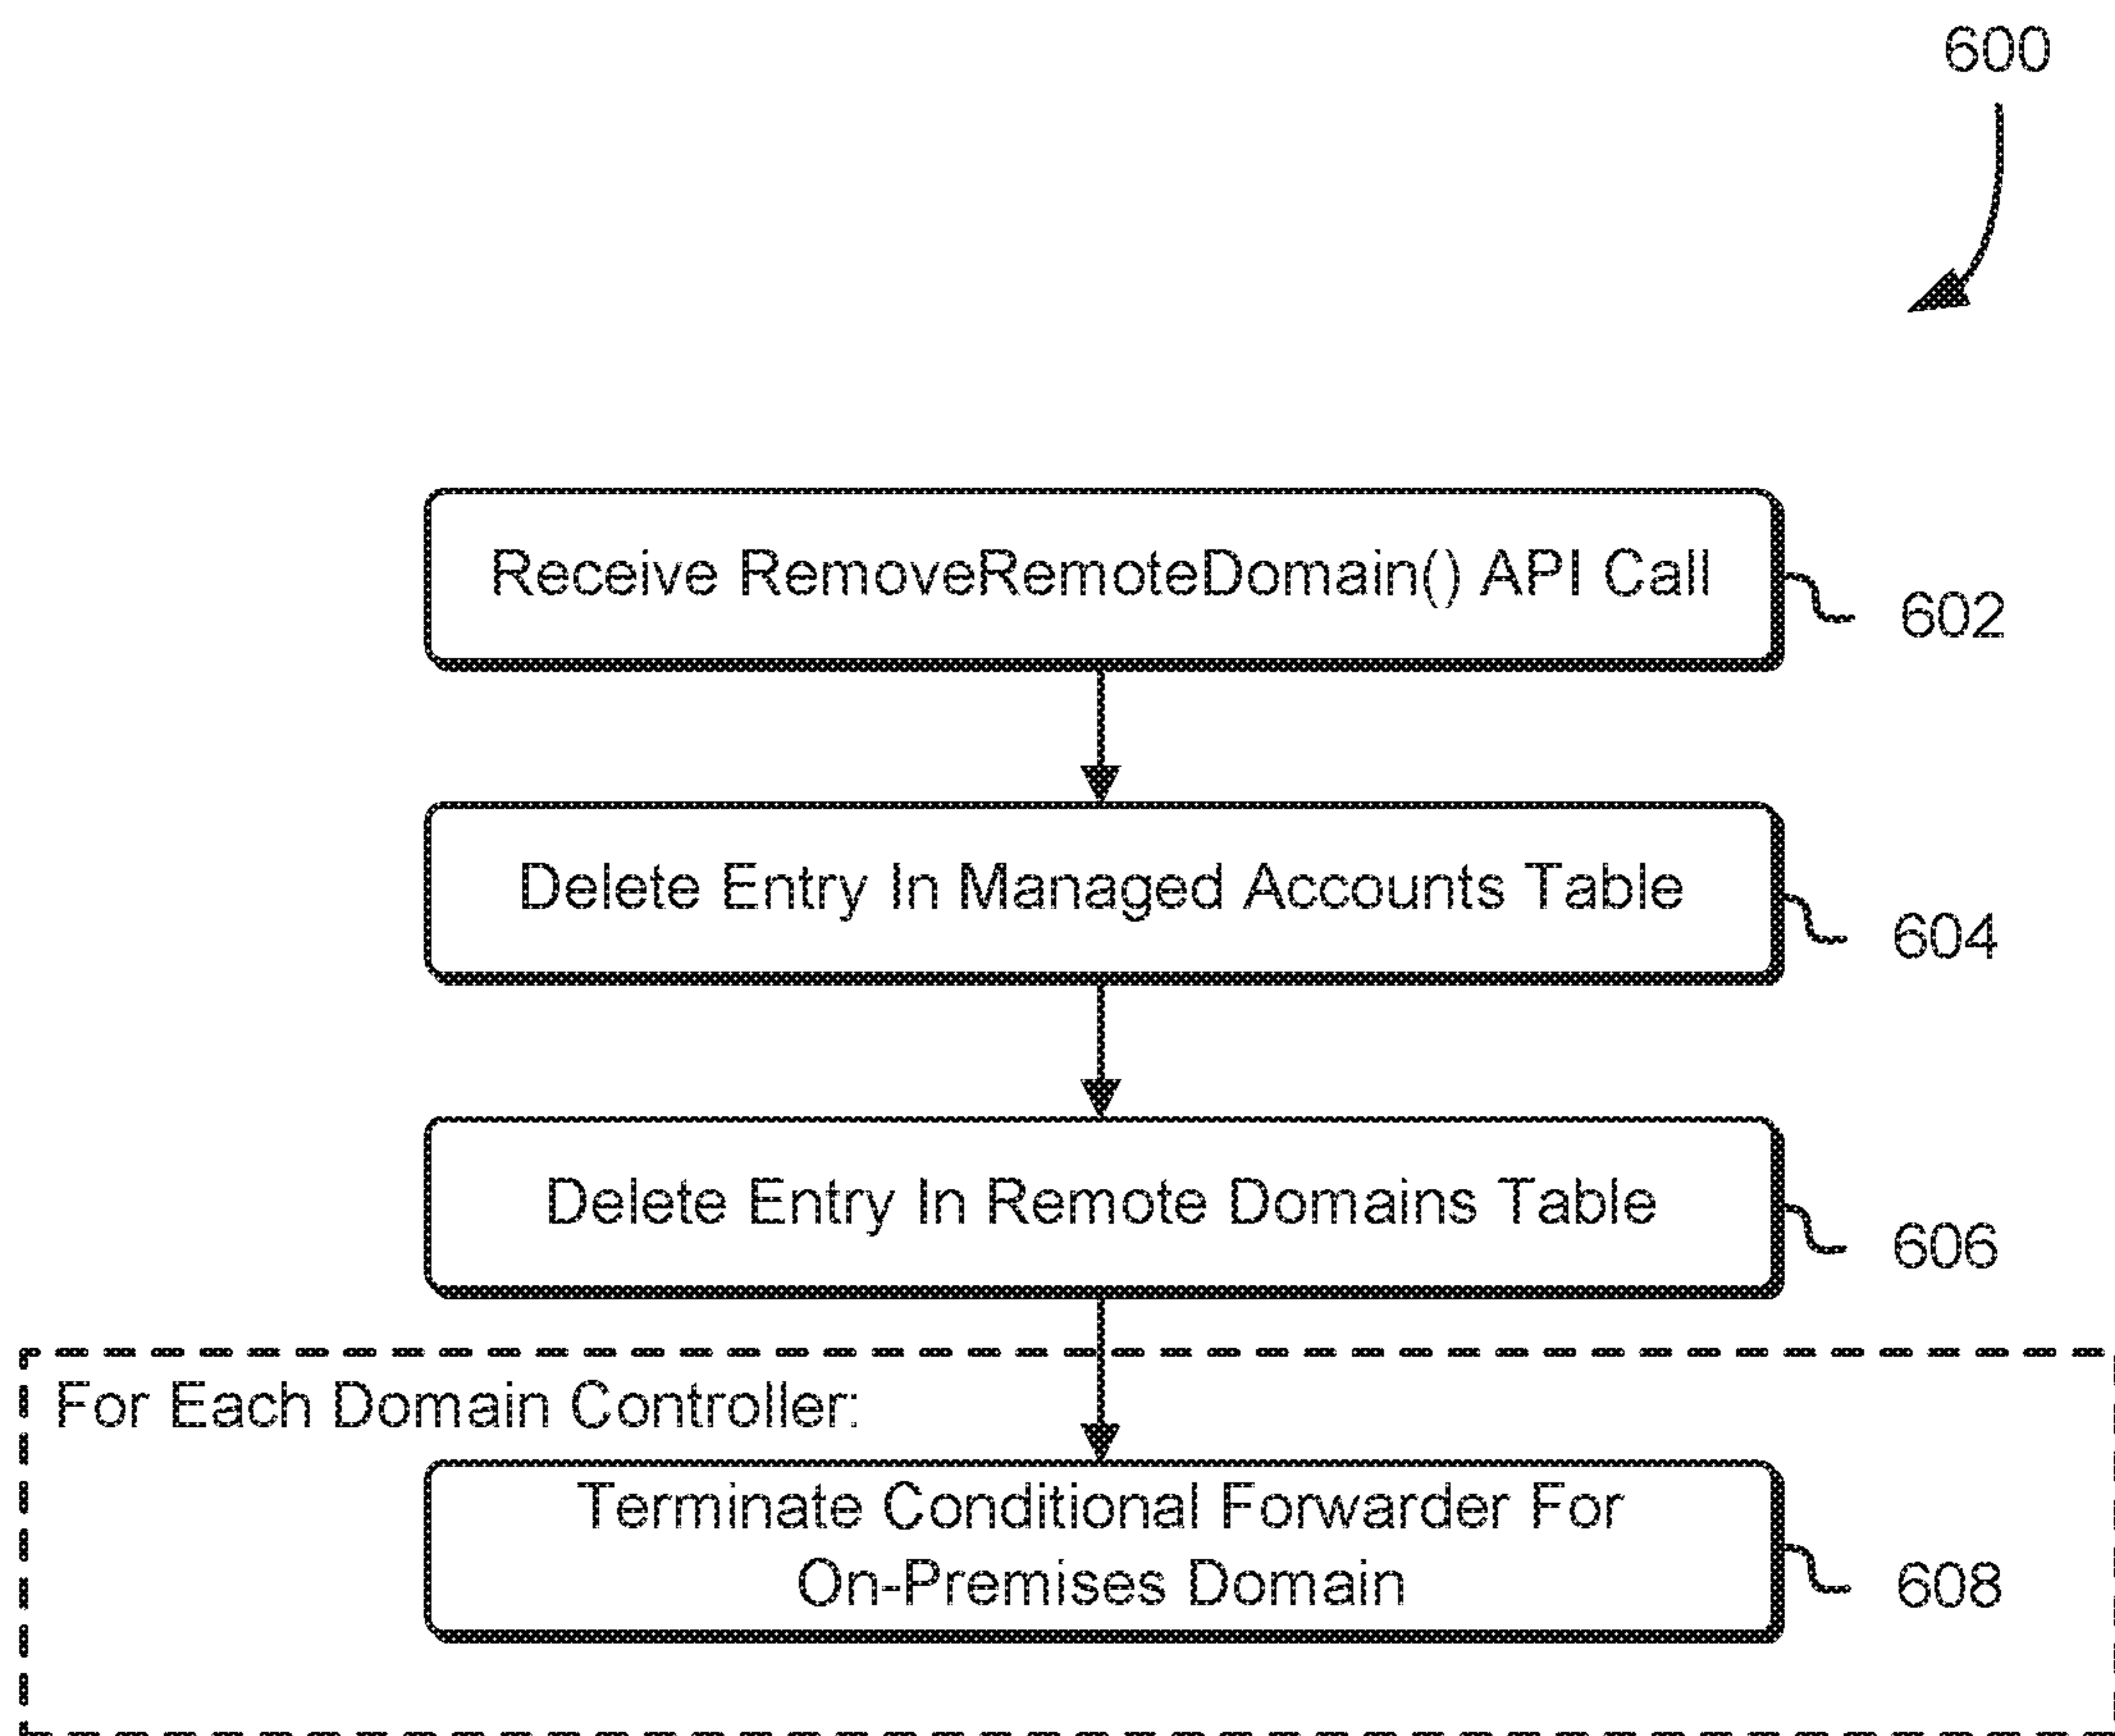 600
Receive RemoveRemoteDomain() API Call
602
Delete Entry In Managed Accounts Table
604
Delete Entry In Remote Domains Table
606
For Each Domain Controller:
Terminate Conditional Forwarder For
On-Premises Domain
608